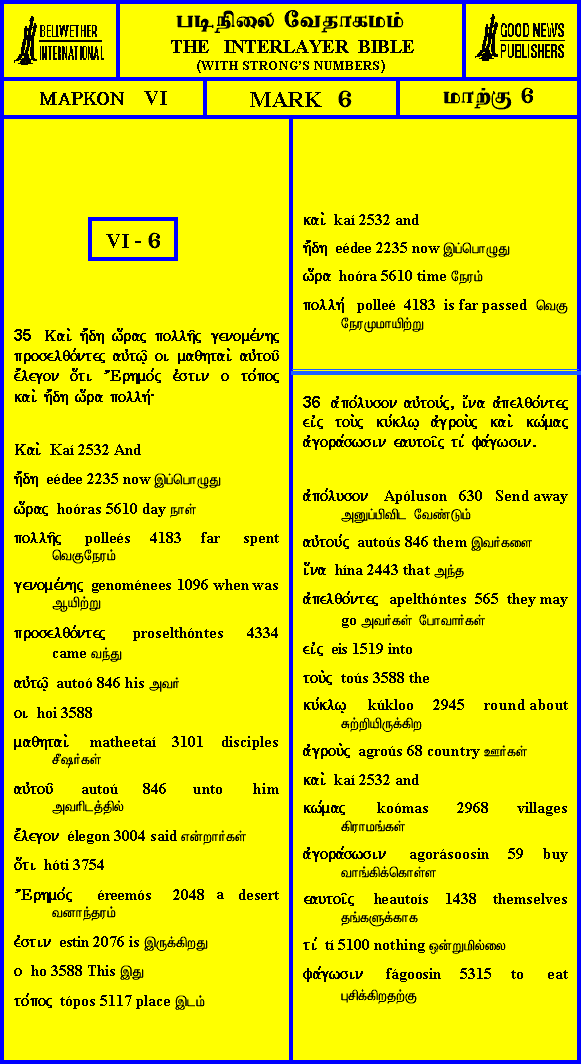 BELLWETHER
INTERNATIONAL
படிநிலை வேதாகமம்
THE INTERLAYER BIBLE
(WITH STRONG'S NUMBERS)
GOOD NEWS
PUBLISHERS
ΜΑΡΚΟΝ VI
MARK 6
மாற்கு 6
VI - 6
35 Καὶ ἤδη ὥρας πολλῆς γενομένης
προσελθόντες αὐτῷ οι μαθηταὶ αὐτοῦ
ἔλεγον ὅτι Ἔρημός ἐστιν ο τόπος
καὶ ἤδη ὥρα πολλή·
Καὶ Kaí 2532 And
ἤδη eédee 2235 now இப்பொழுது
ὥρας hoóras 5610 day நாள்
πολλῆς polleés 4183 far spent
வெகுநேரம்
γενομένης genoménees 1096 when was
ஆயிற்று
προσελθόντες proselthóntes 4334
came வந்து
αὐτῷ autoó 846 his அவர்
οι hoi 3588
μαθηταὶ matheetaí 3101 disciples
சீஷர்கள்
αὐτοῦ autoú 846 unto him
அவரிடத்தில்
ἔλεγον élegon 3004 said என்றார்கள்
ὅτι hóti 3754
Ἔρημός éreemós 2048 a desert
வனாந்தரம்
ἐστιν estin 2076 is இருக்கிறது
ο ho 3588 This இது
τόπος tópos 5117 place இடம்
καὶ kaí 2532 and
ἤδη eédee 2235 now இப்பொழுது
ὥρα hoóra 5610 time நேரம்
πολλή polleé 4183 is far passed வெகு
நேரமுமாயிற்று
36 ἀπόλυσον αὐτούς, ἵνα ἀπελθόντες
εἰς τοὺς κύκλῳ ἀγροὺς καὶ κώμας
ἀγοράσωσιν εαυτοῖς τί φάγωσιν.
ἀπόλυσον Apóluson 630 Send away
அனுப்பிவிட வேண்டும்
αὐτούς autoús 846 them இவர்களை
ἵνα hína 2443 that அந்த
ἀπελθόντες apelthóntes 565 they may
go அவர்கள் போவார்கள்
εἰς eis 1519 into
τοὺς toús 3588 the
κύκλῳ kúkloo 2945 round about
சுற்றியிருக்கிற
ἀγροὺς agroús 68 country ஊர்கள்
καὶ kaí 2532 and
κώμας koómas 2968 villages
கிராமங்கள்
ἀγοράσωσιν agorásoosin 59 buy
வாங்கிக்கொள்ள
εαυτοῖς heautoís 1438 themselves
தங்களுக்காக
τί tí 5100 nothing ஒன்றுமில்லை
φάγωσιν fágoosin 5315 to eat
புசிக்கிறதற்கு